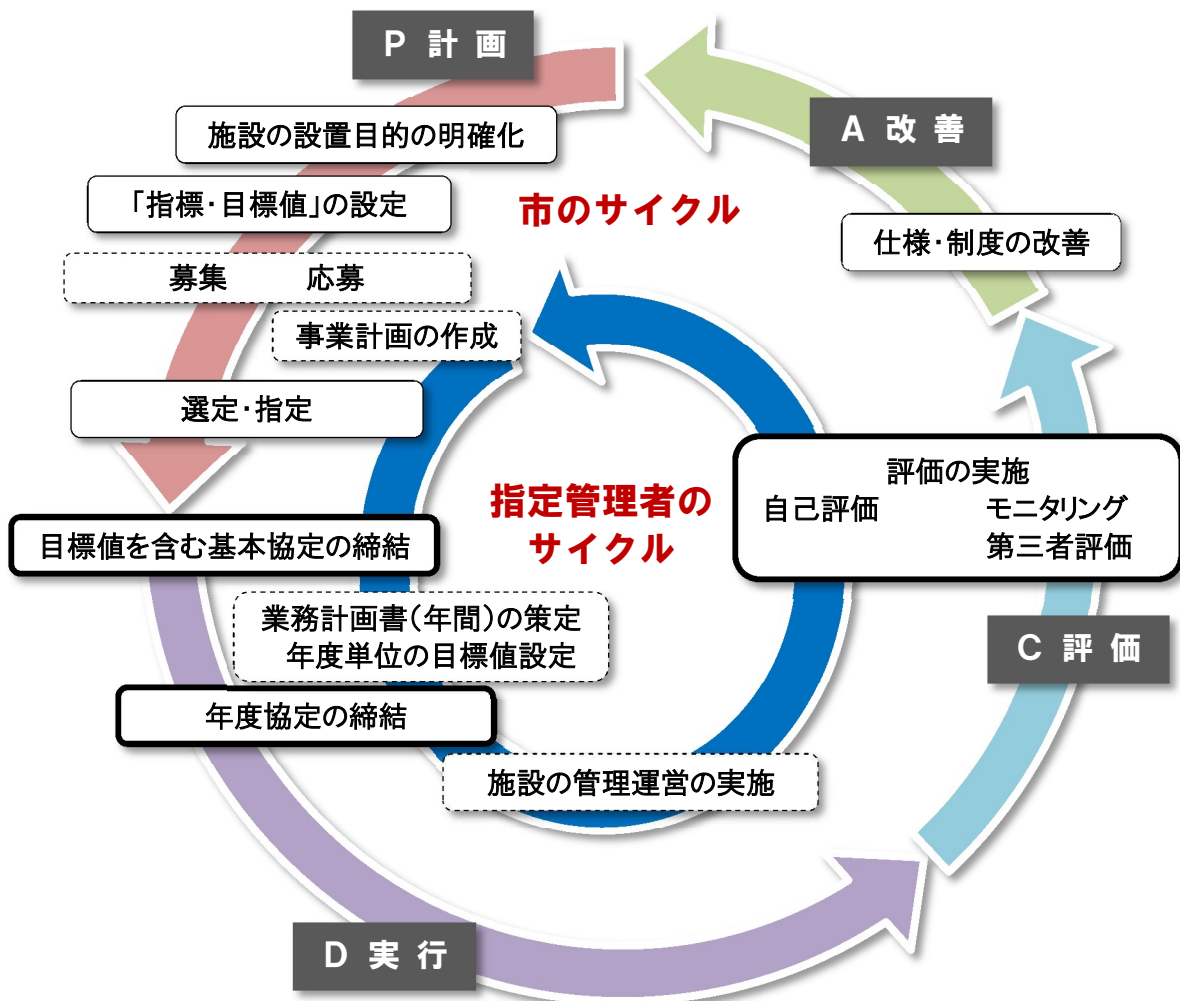 P 計 画
施設の設置目的の明確化
「指標・目標値」の設定
募集　　応募
事業計画の作成
選定・指定
目標値を含む基本協定の締結
業務計画書(年間)の策定
年度単位の目標値設定
年度協定の締結
施設の管理運営の実施
D 実 行
市のサイクル
指定管理者の
サイクル
A 改 善
仕様・制度の改善
評価の実施
自己評価　　モニタリング
第三者評価
C 評 価